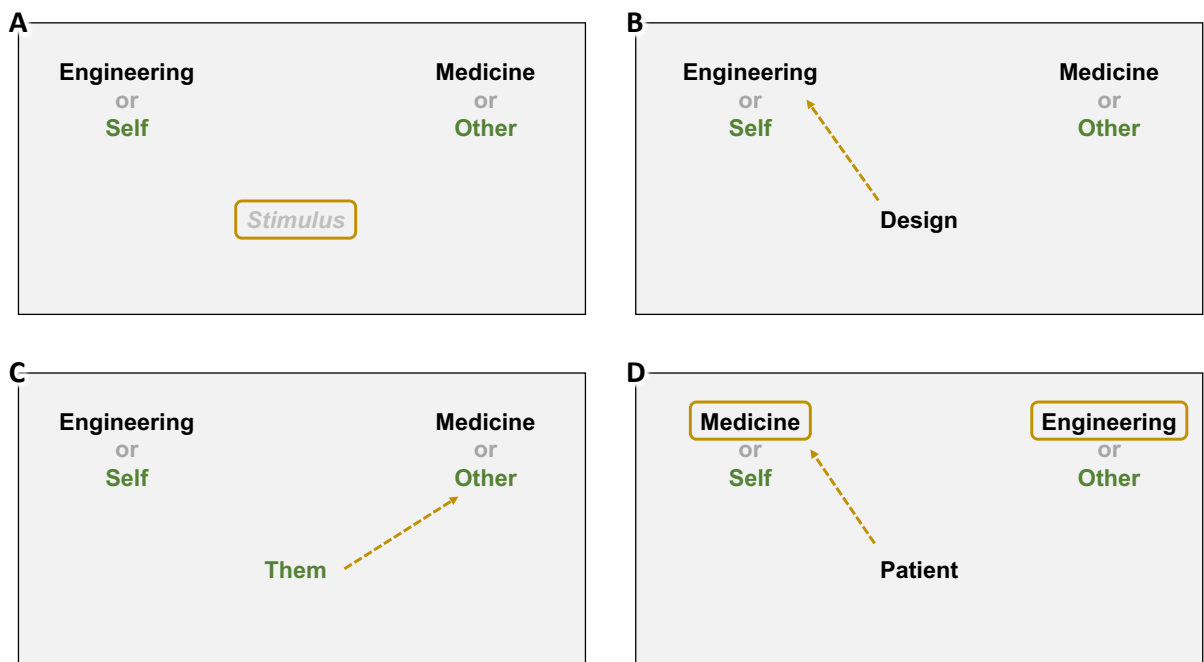 A
Engineering
or
Self
Medicine
or
Other
Stimulus
B
Engineering
or
Self
Medicine
or
Other
Design
C
Engineering
or
Self
Medicine
or
Other
Them
D
Medicine
or
Self
Engineering
or
Other
Patient